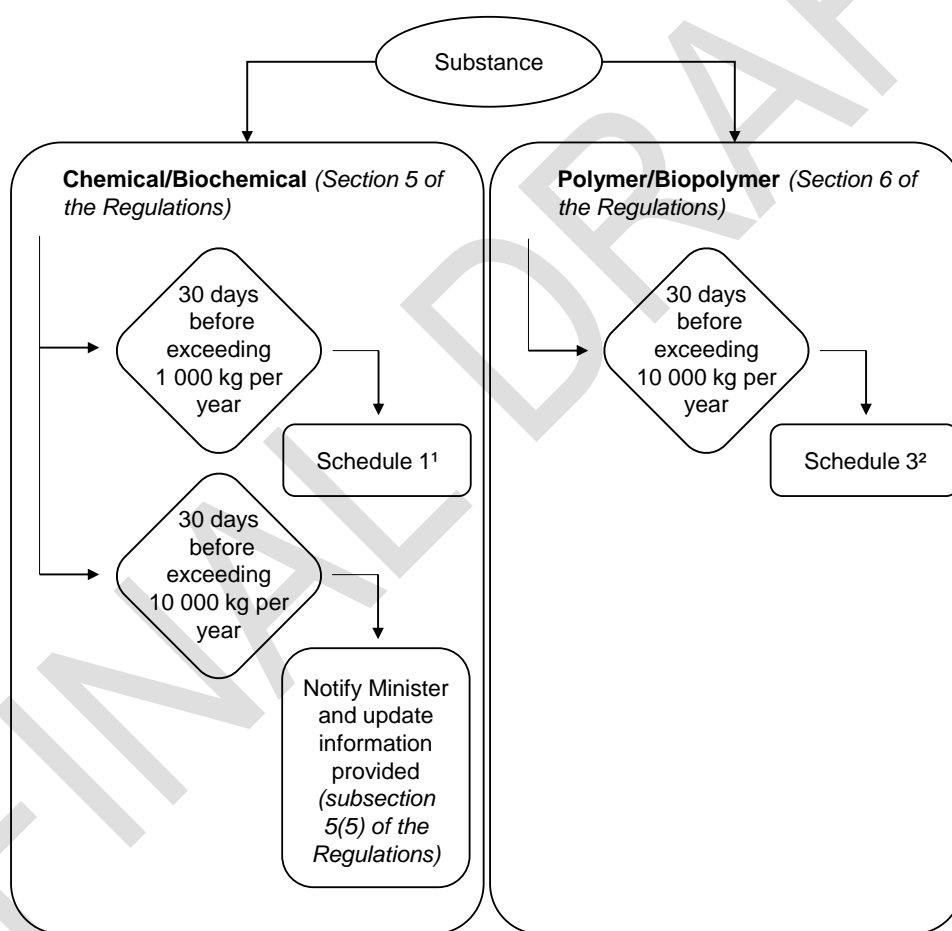 Substance
Chemical/Biochemical (Section 5 of
the Regulations)
30 days
before
exceeding
1 000 kg per
year
Schedule 1¹
30 days
before
exceeding
10 000 kg per
year
Notify Minister
and update
information
provided
(subsection
5(5) of the
Regulations)
Polymer/Biopolymer (Section 6 of
the Regulations)
30 days
before
exceeding
10 000 kg per
year
Schedule 3²
FINAL DRAF